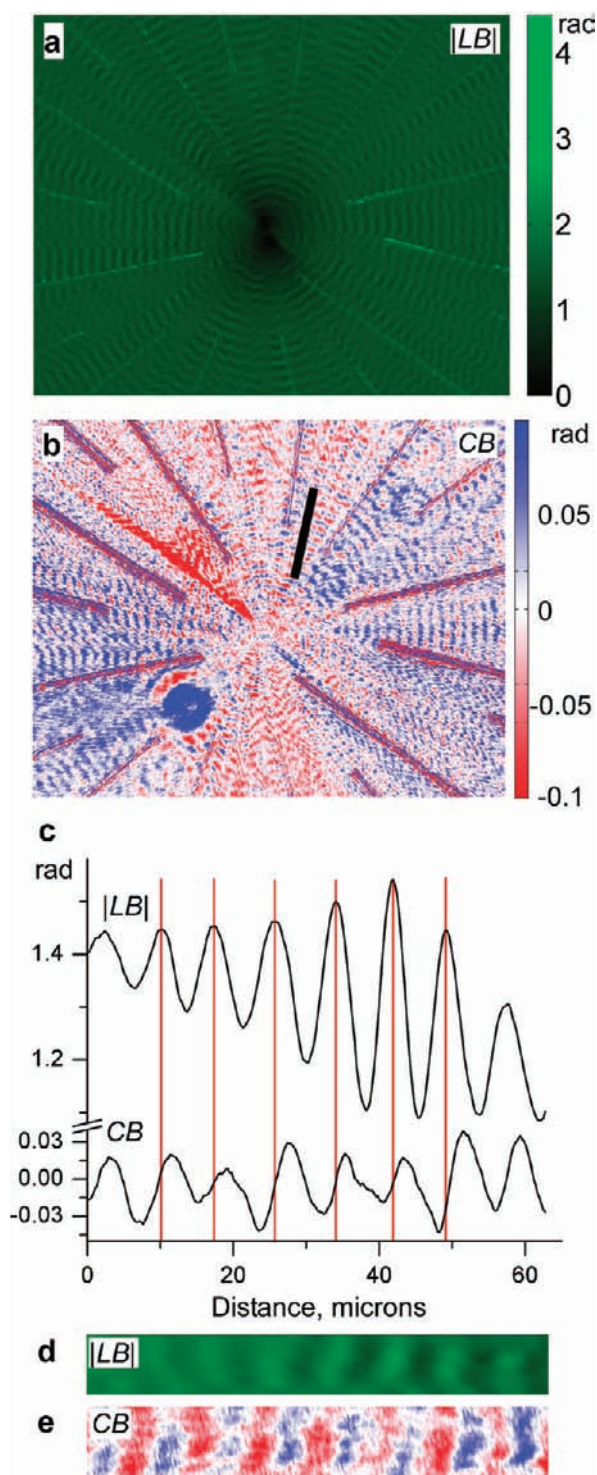 a
|LB|
rad
4
3
2
1
0
b
CB
rad
0.05
0
-0.05
-0.1
c
rad
|LB|
1.4
1.2
CB
0.03
0.00
-0.03
0 20 40 60
Distance, microns
d
|LB|
e
CB